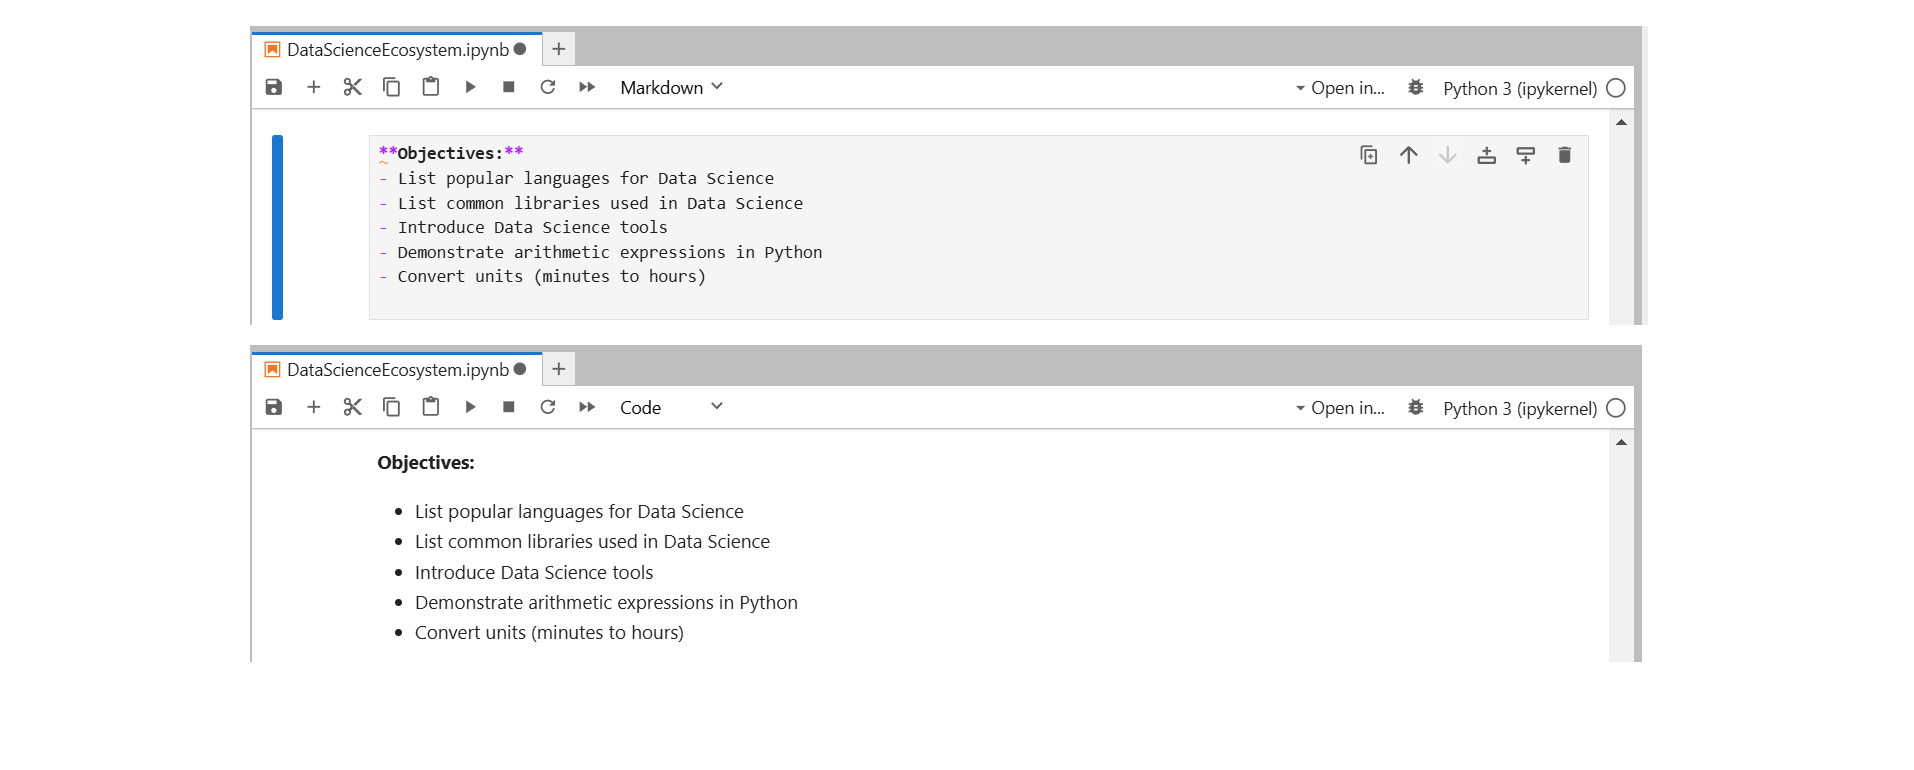 DataScienceEcosystem.ipynb
Markdown
Open in...
Python 3 (ipykernel)
**Objectives:**
- List popular languages for Data Science
- List common libraries used in Data Science
- Introduce Data Science tools
- Demonstrate arithmetic expressions in Python
- Convert units (minutes to hours)
DataScienceEcosystem.ipynb
Code
Open in...
Python 3 (ipykernel)
Objectives:
• List popular languages for Data Science
• List common libraries used in Data Science
• Introduce Data Science tools
• Demonstrate arithmetic expressions in Python
• Convert units (minutes to hours)